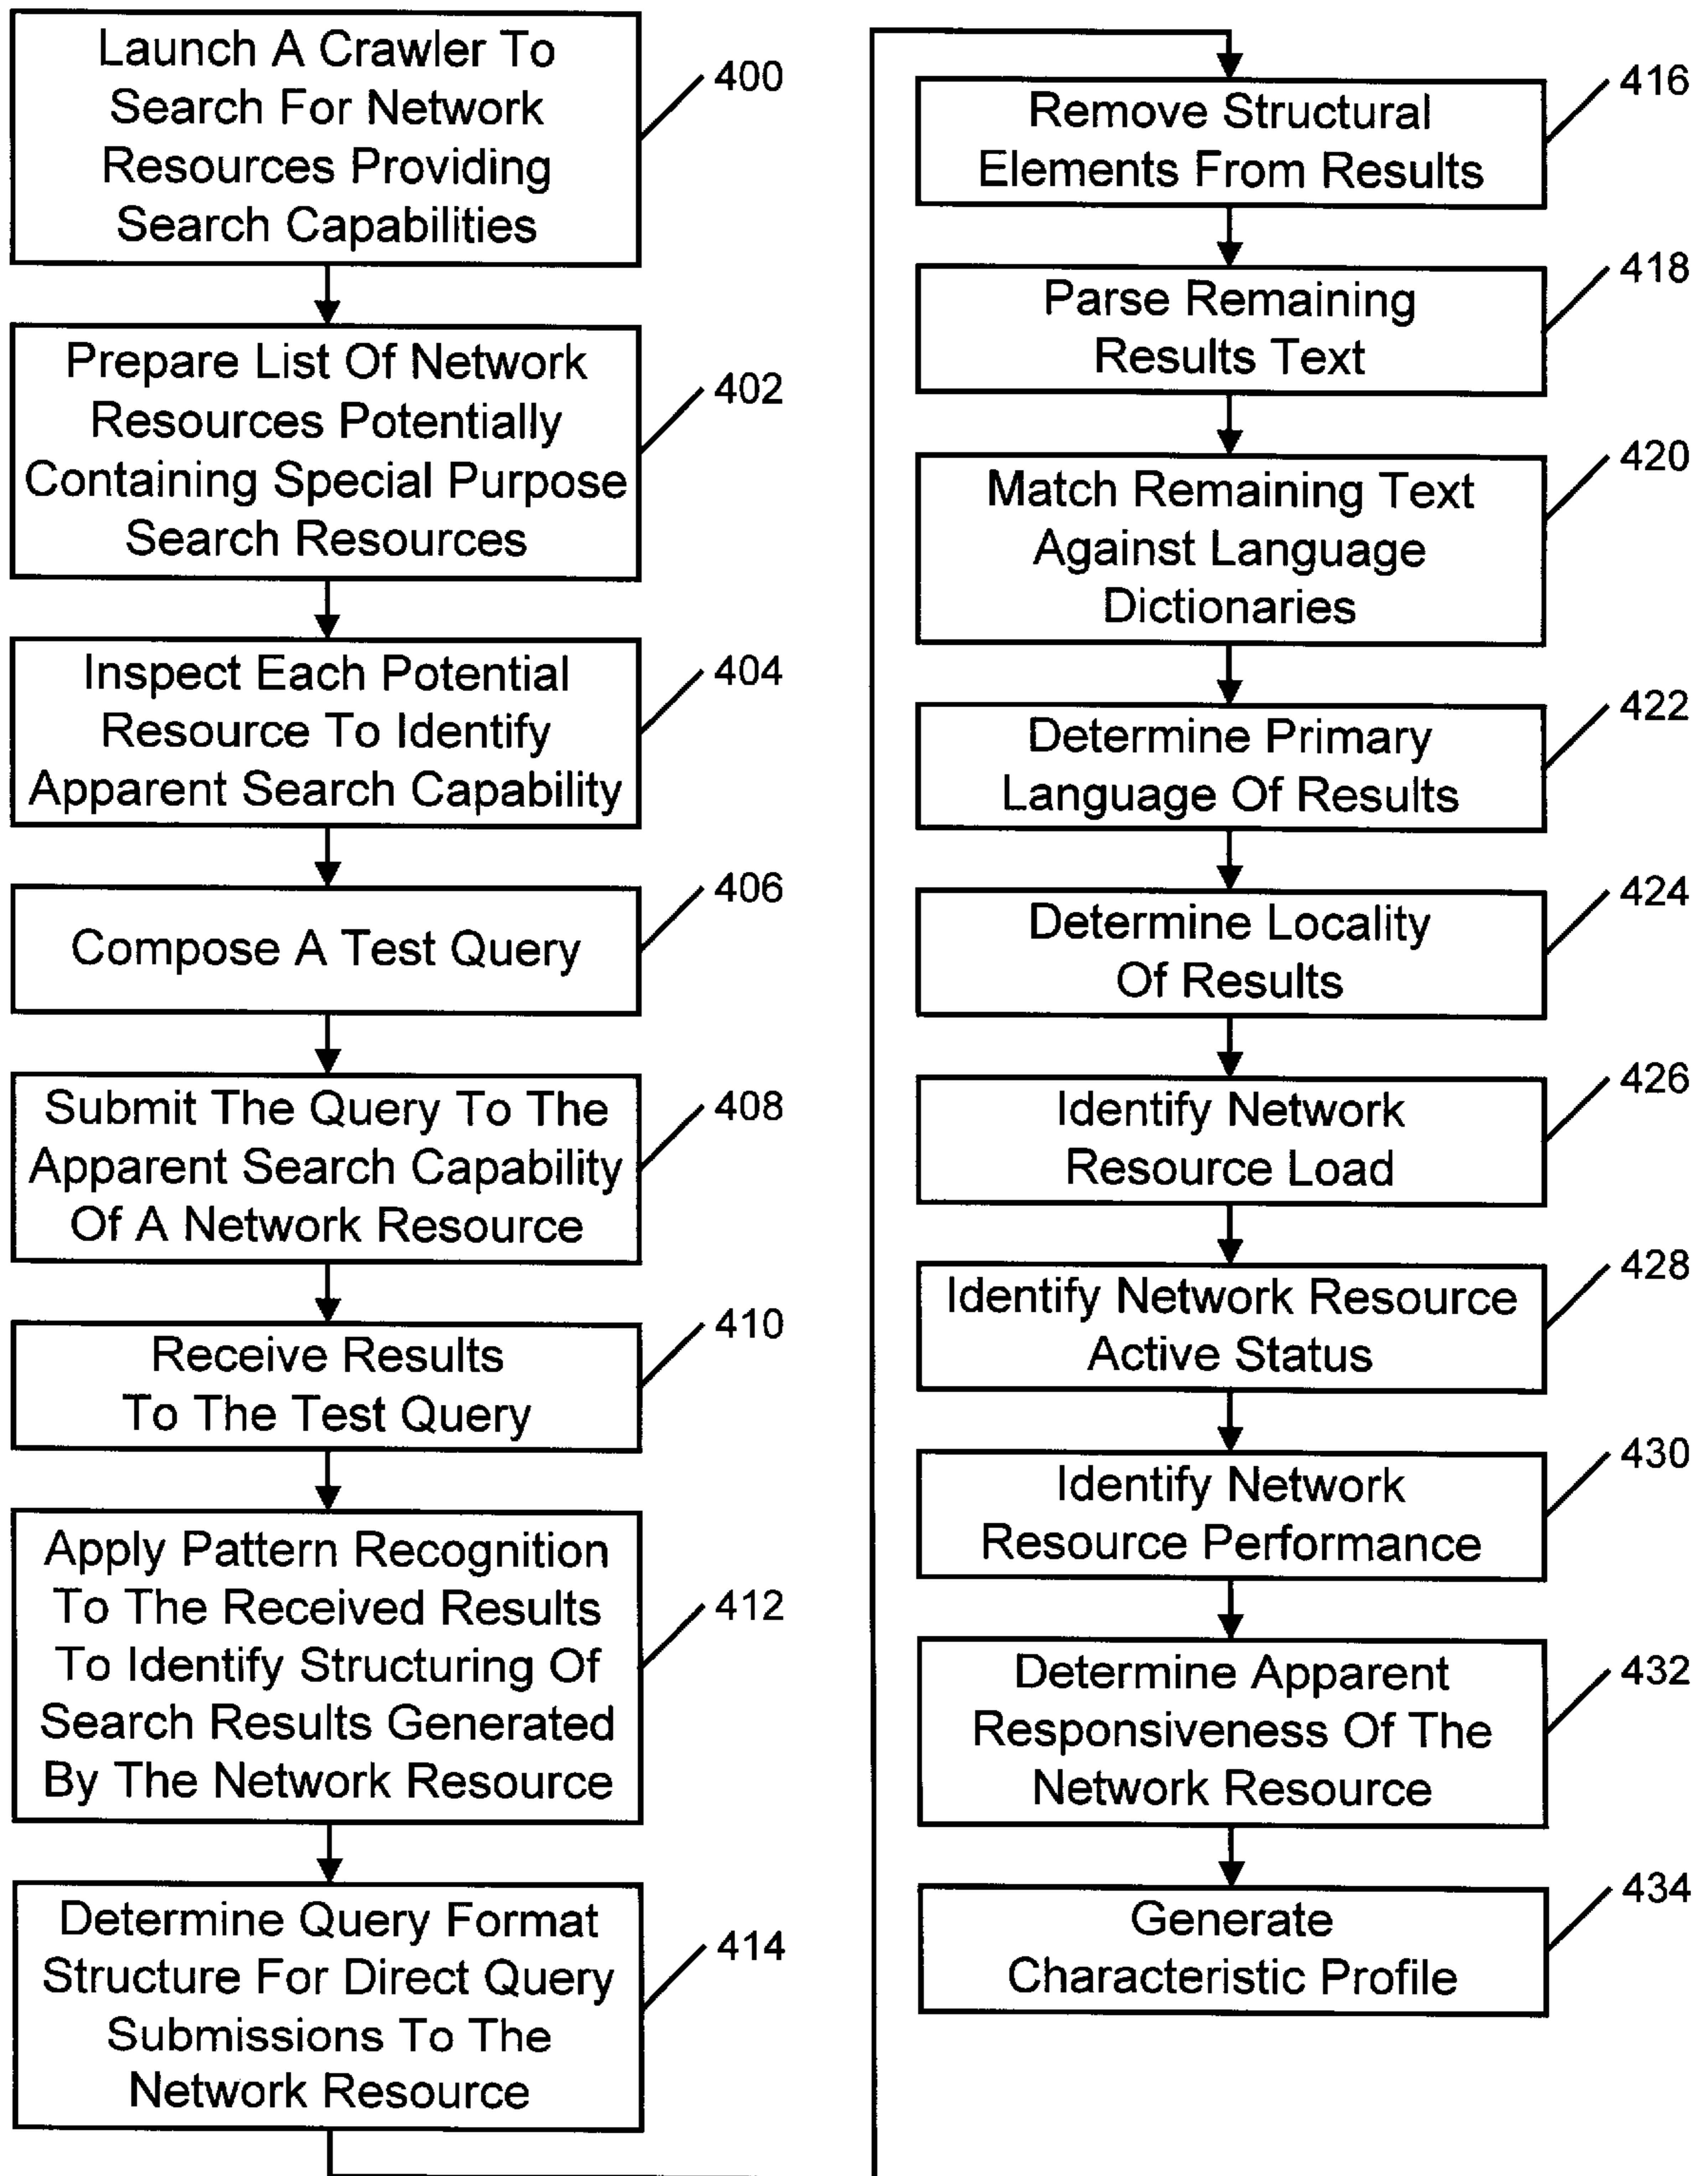 Launch A Crawler To
Search For Network
Resources Providing
Search Capabilities
400
Prepare List Of Network
Resources Potentially
Containing Special Purpose
Search Resources
402
Inspect Each Potential
Resource To Identify
Apparent Search Capability
404
Compose A Test Query
406
Submit The Query To The
Apparent Search Capability
Of A Network Resource
408
Receive Results
To The Test Query
410
Apply Pattern Recognition
To The Received Results
To Identify Structuring Of
Search Results Generated
By The Network Resource
412
Determine Query Format
Structure For Direct Query
Submissions To The
Network Resource
414
Remove Structural
Elements From Results
416
Parse Remaining
Results Text
418
Match Remaining Text
Against Language
Dictionaries
420
Determine Primary
Language Of Results
422
Determine Locality
Of Results
424
Identify Network
Resource Load
426
Identify Network Resource
Active Status
428
Identify Network
Resource Performance
430
Determine Apparent
Responsiveness Of The
Network Resource
432
Generate
Characteristic Profile
434